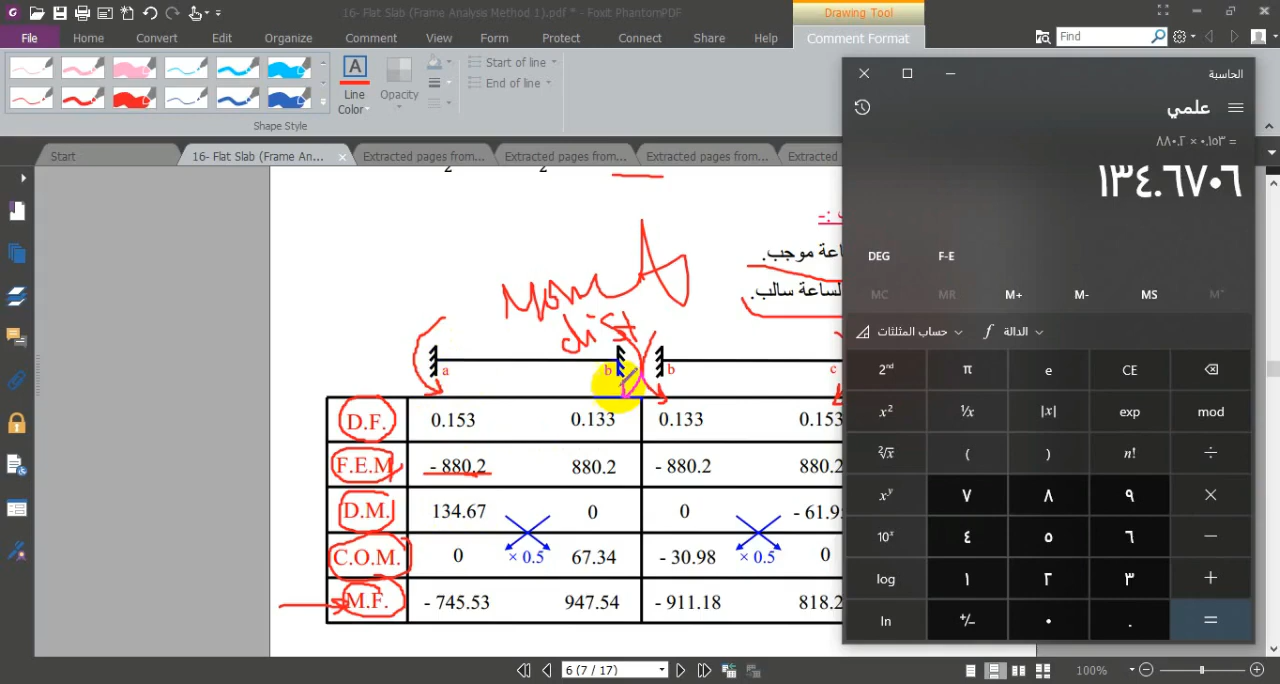 16- Flat Slab (Frame Analysis Method 1).pdf * - Foxit PhantomPDF
Drawing Tool
File Home Convert Edit Organize Comment View Form Protect Connect Share Help Comment Format
Find
Start of line
End of line
Line Color
Opacity
Shape Style
Start
16- Flat Slab (Frame An...
Extracted pages from...
Extracted pages from...
Extracted pages from...
Extracted
2 2
ـاعة موجب.
الساعة سالب.
Mom
dist
a b b c
D.F. 0.153 0.133 0.133 0.153
F.E.M - 880.2 880.2 - 880.2 880.2
D.M. 134.67 0 0 - 61.9
× 0.5 × 0.5
C.O.M. 0 67.34 - 30.98 0
M.F. - 745.53 947.54 - 911.18 818.2
6 (7 / 17)
100%
الحاسبة
علمي
٨٨٠.٢ × ٠.١٥٣ =
١٣٤.٦٧٠٦
DEG F-E
MC MR M+ M- MS M˅
حساب المثلثات
الدالة
2nd π e CE
x² ¹/x |x| exp mod
²√x ( ) n! ÷
xʸ ٧ ٨ ٩ ×
10ˣ ٤ ٥ ٦ −
log ١ ٢ ٣ +
ln +/− ٠ . =